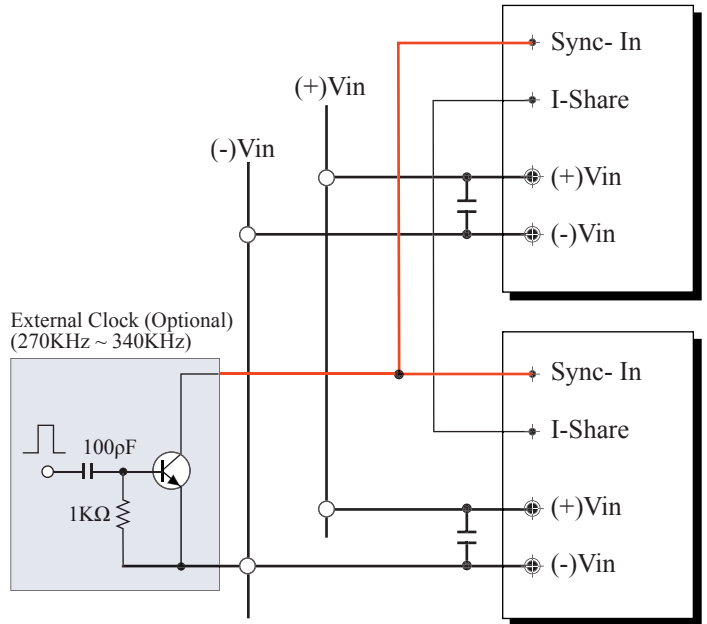 Sync- In
(+)Vin
I-Share
(-)Vin
(+)Vin
(-)Vin
External Clock (Optional)
(270KHz ~ 340KHz)
Sync- In
100ρF
I-Share
1KΩ
(+)Vin
(-)Vin